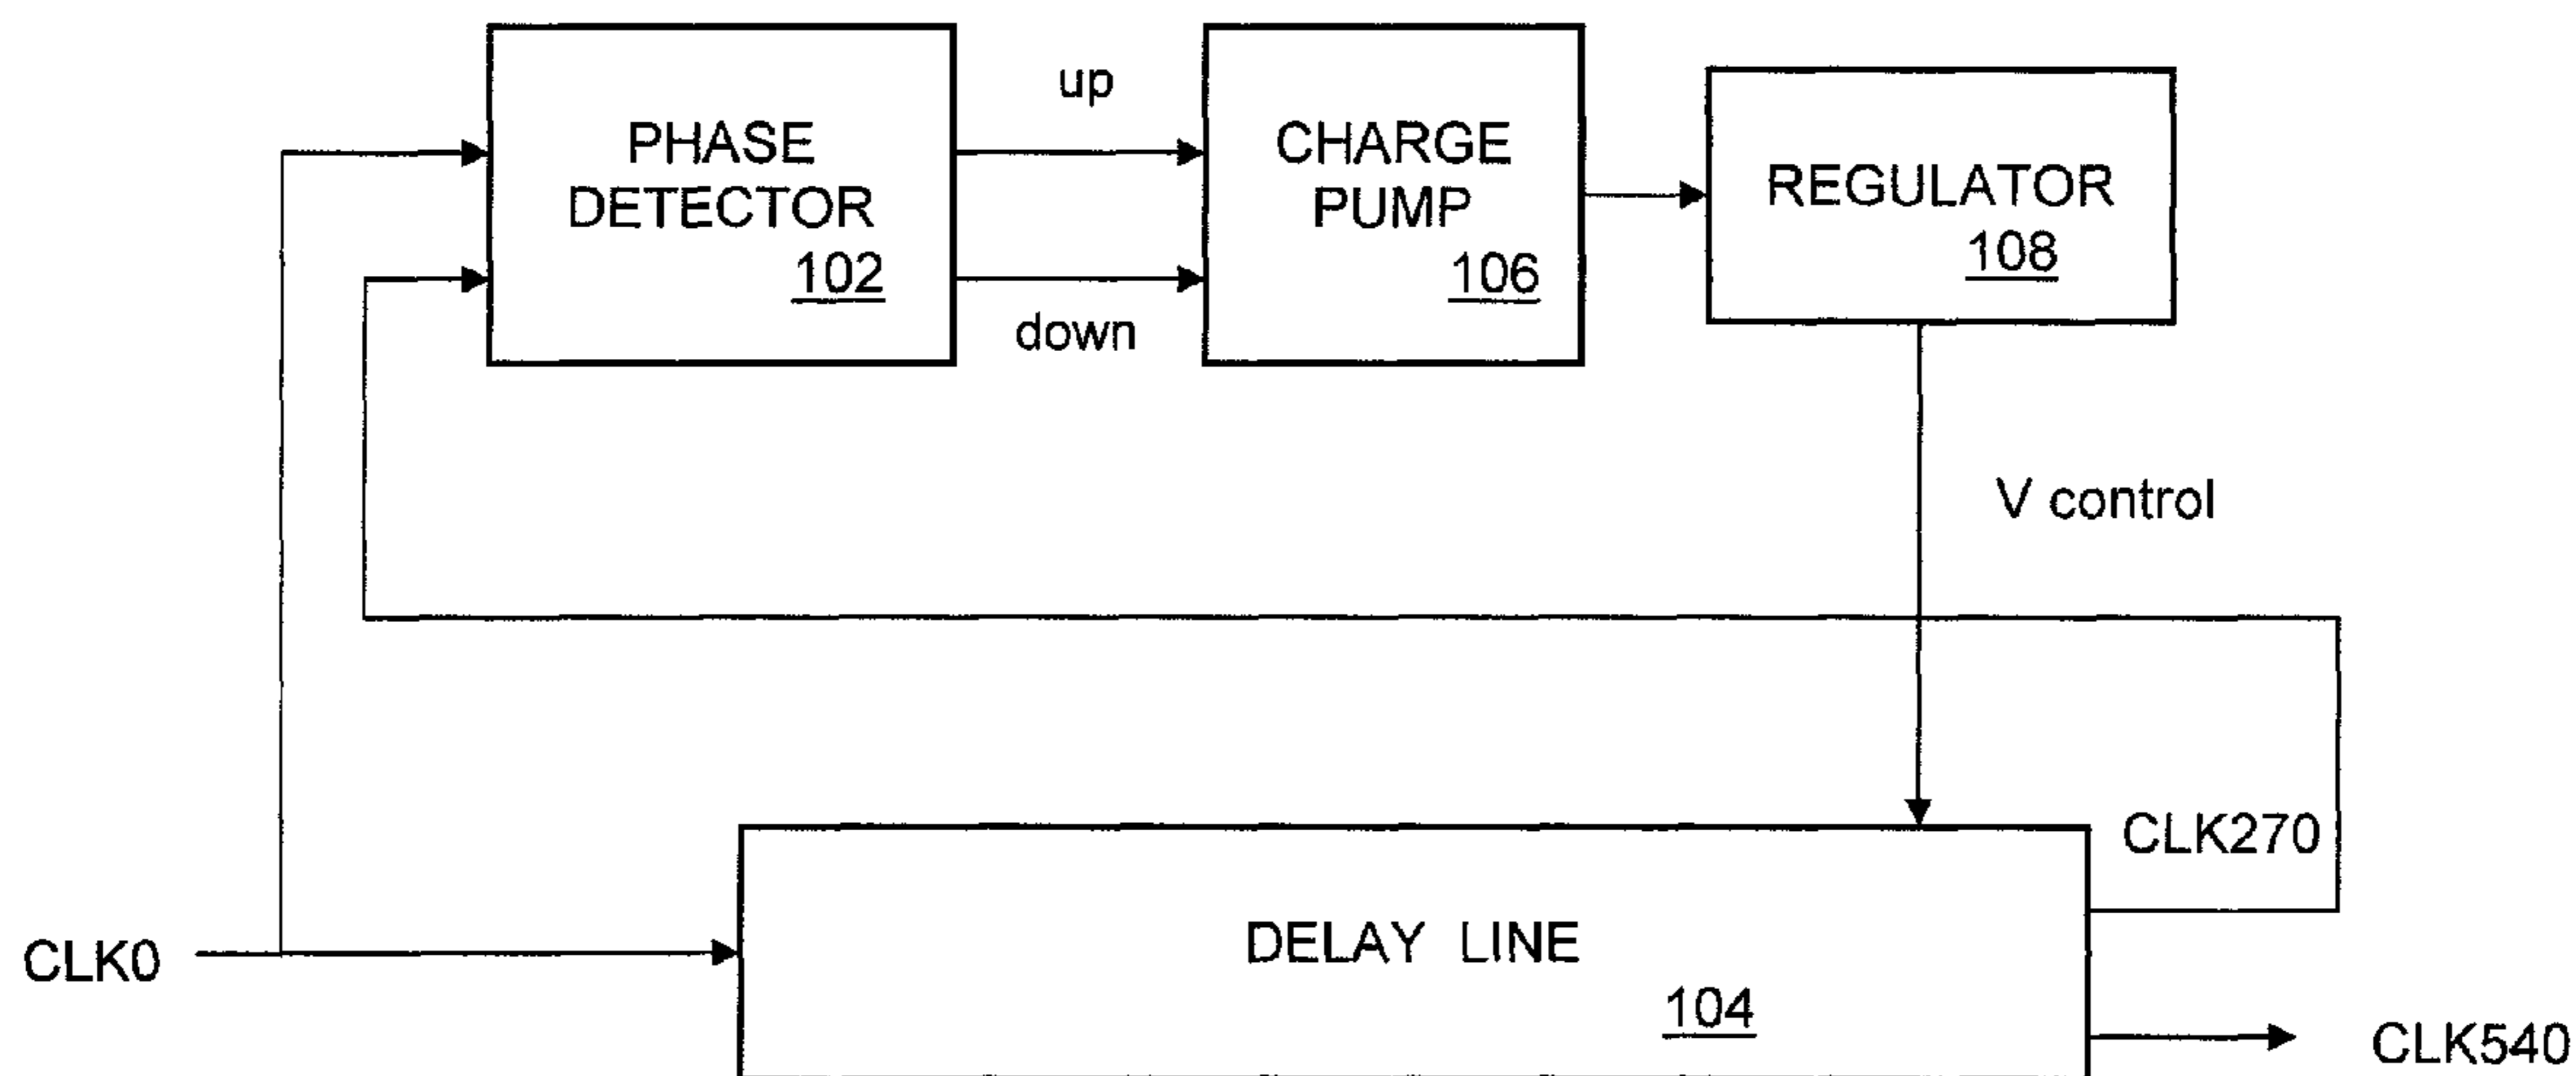 up
PHASE
DETECTOR
102
CHARGE
PUMP
106
REGULATOR
108
down
V control
CLK270
CLK0
DELAY LINE
104
CLK540